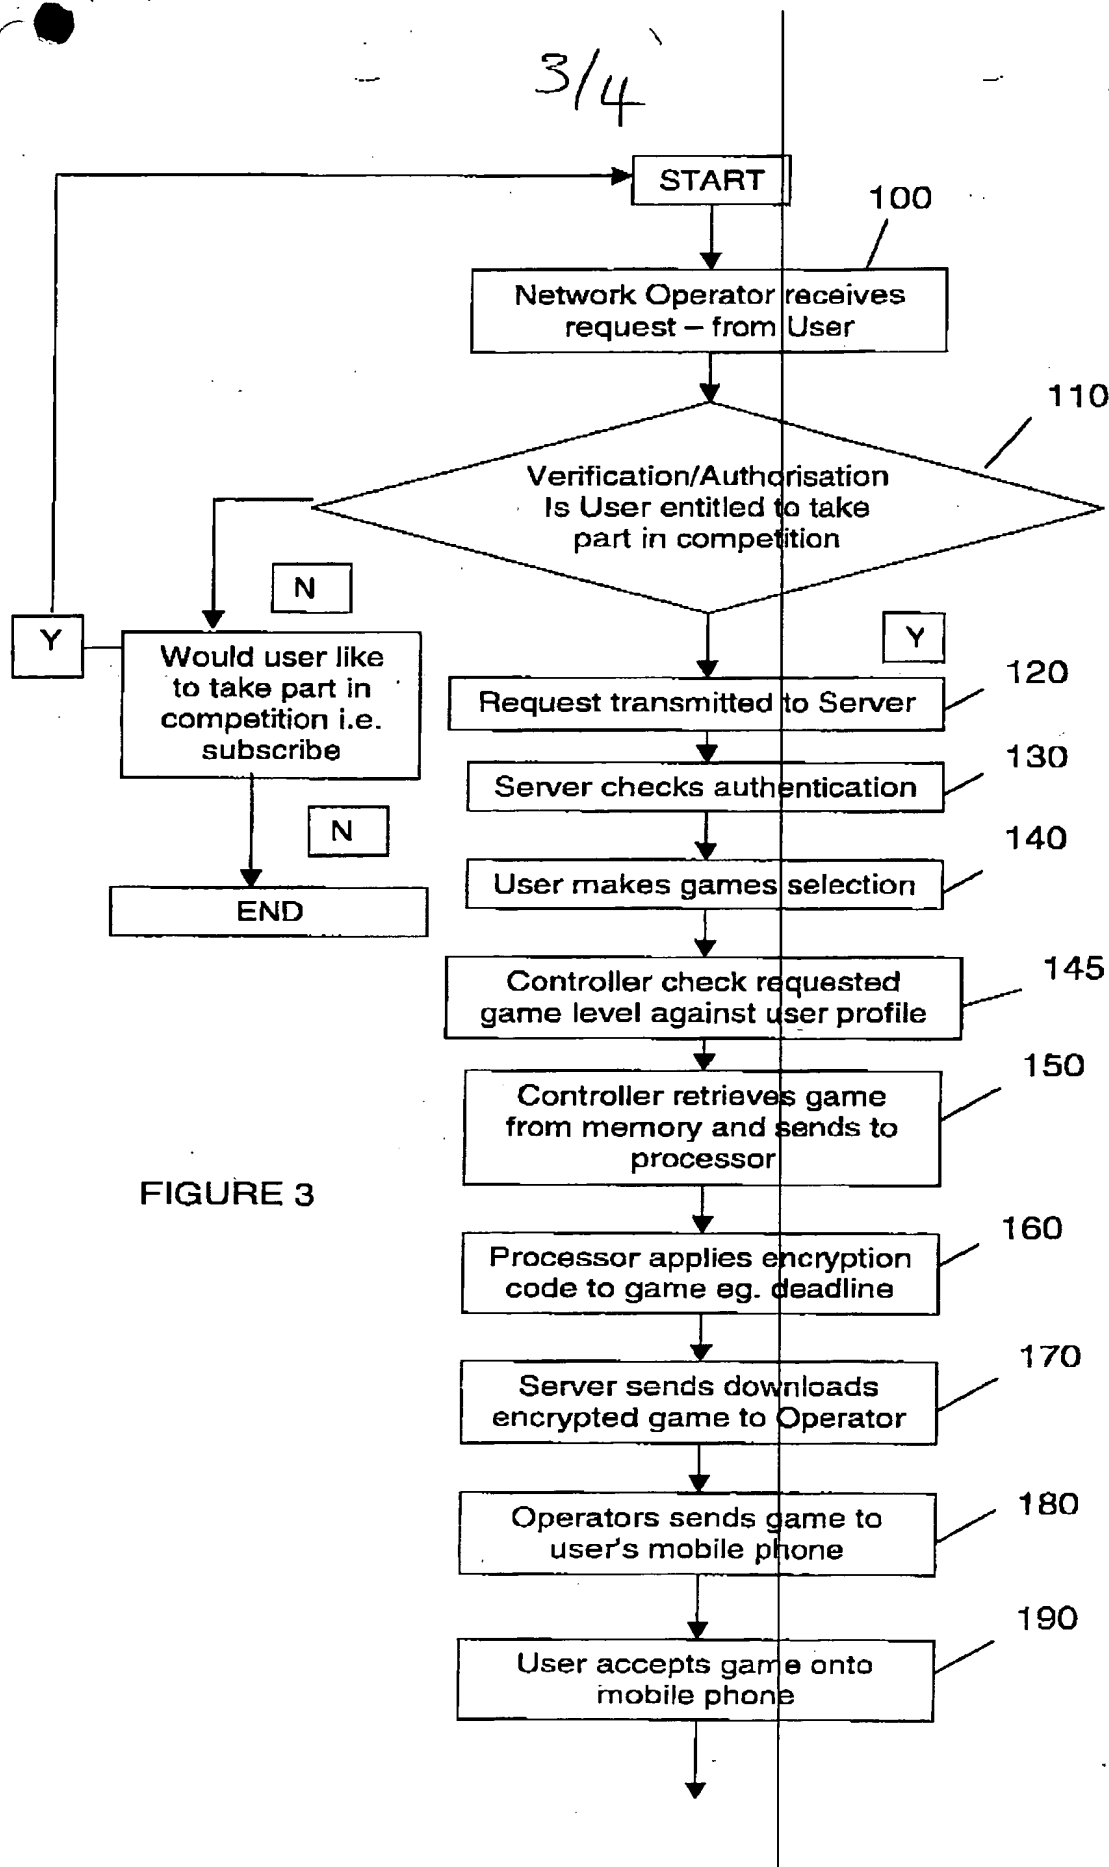 3/4
START
100
Network Operator receives
request – from User
110
Verification/Authorisation
Is User entitled to take
part in competition
N
Y
Y
Would user like
to take part in
competition i.e.
subscribe
120
Request transmitted to Server
130
Server checks authentication
N
140
User makes games selection
END
145
Controller check requested
game level against user profile
150
Controller retrieves game
from memory and sends to
processor
FIGURE 3
160
Processor applies encryption
code to game eg. deadline
170
Server sends downloads
encrypted game to Operator
180
Operators sends game to
user's mobile phone
190
User accepts game onto
mobile phone